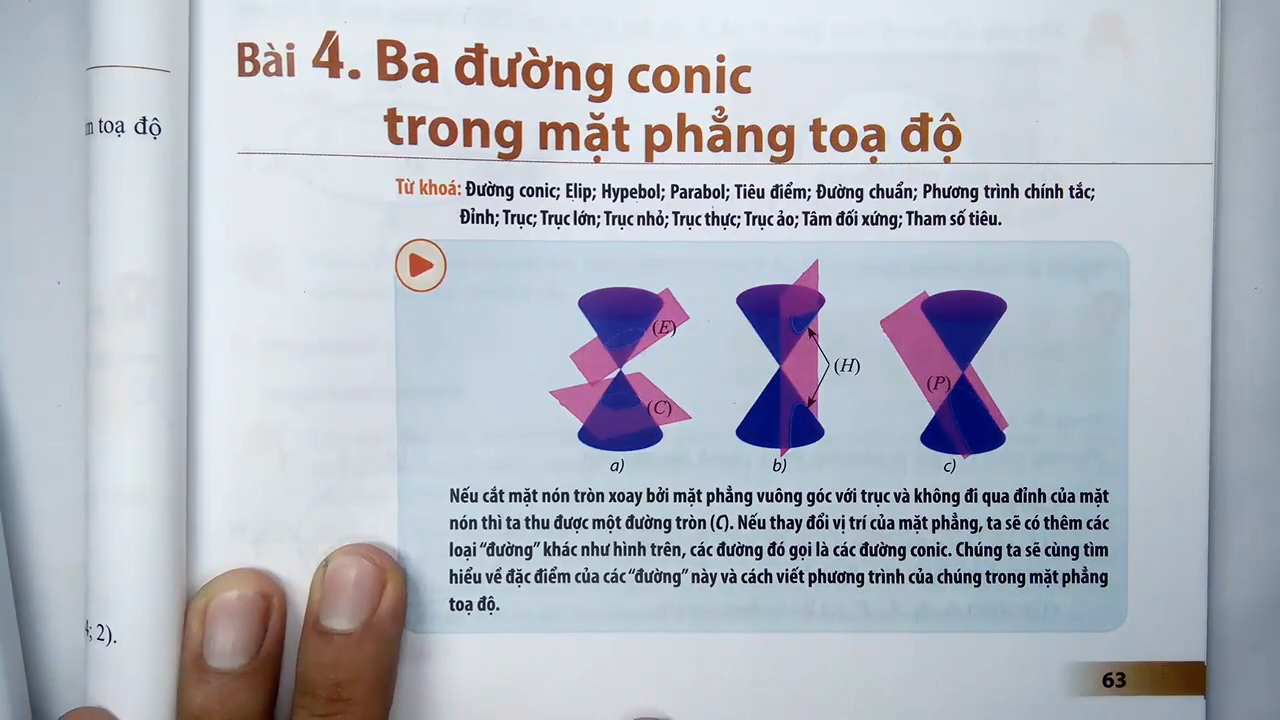 toạ độ
; 2).
Bài 4. Ba đường conic
trong mặt phẳng toạ độ
Từ khoá: Đường conic; Elip; Hypebol; Parabol; Tiêu điểm; Đường chuẩn; Phương trình chính tắc;
Đỉnh; Trục; Trục lớn; Trục nhỏ; Trục thực; Trục ảo; Tâm đối xứng; Tham số tiêu.
(E)
(C)
a)
(H)
b)
(P)
c)
Nếu cắt mặt nón tròn xoay bởi mặt phẳng vuông góc với trục và không đi qua đỉnh của mặt
nón thì ta thu được một đường tròn (C). Nếu thay đổi vị trí của mặt phẳng, ta sẽ có thêm các
loại “đường” khác như hình trên, các đường đó gọi là các đường conic. Chúng ta sẽ cùng tìm
hiểu về đặc điểm của các “đường” này và cách viết phương trình của chúng trong mặt phẳng
toạ độ.
63